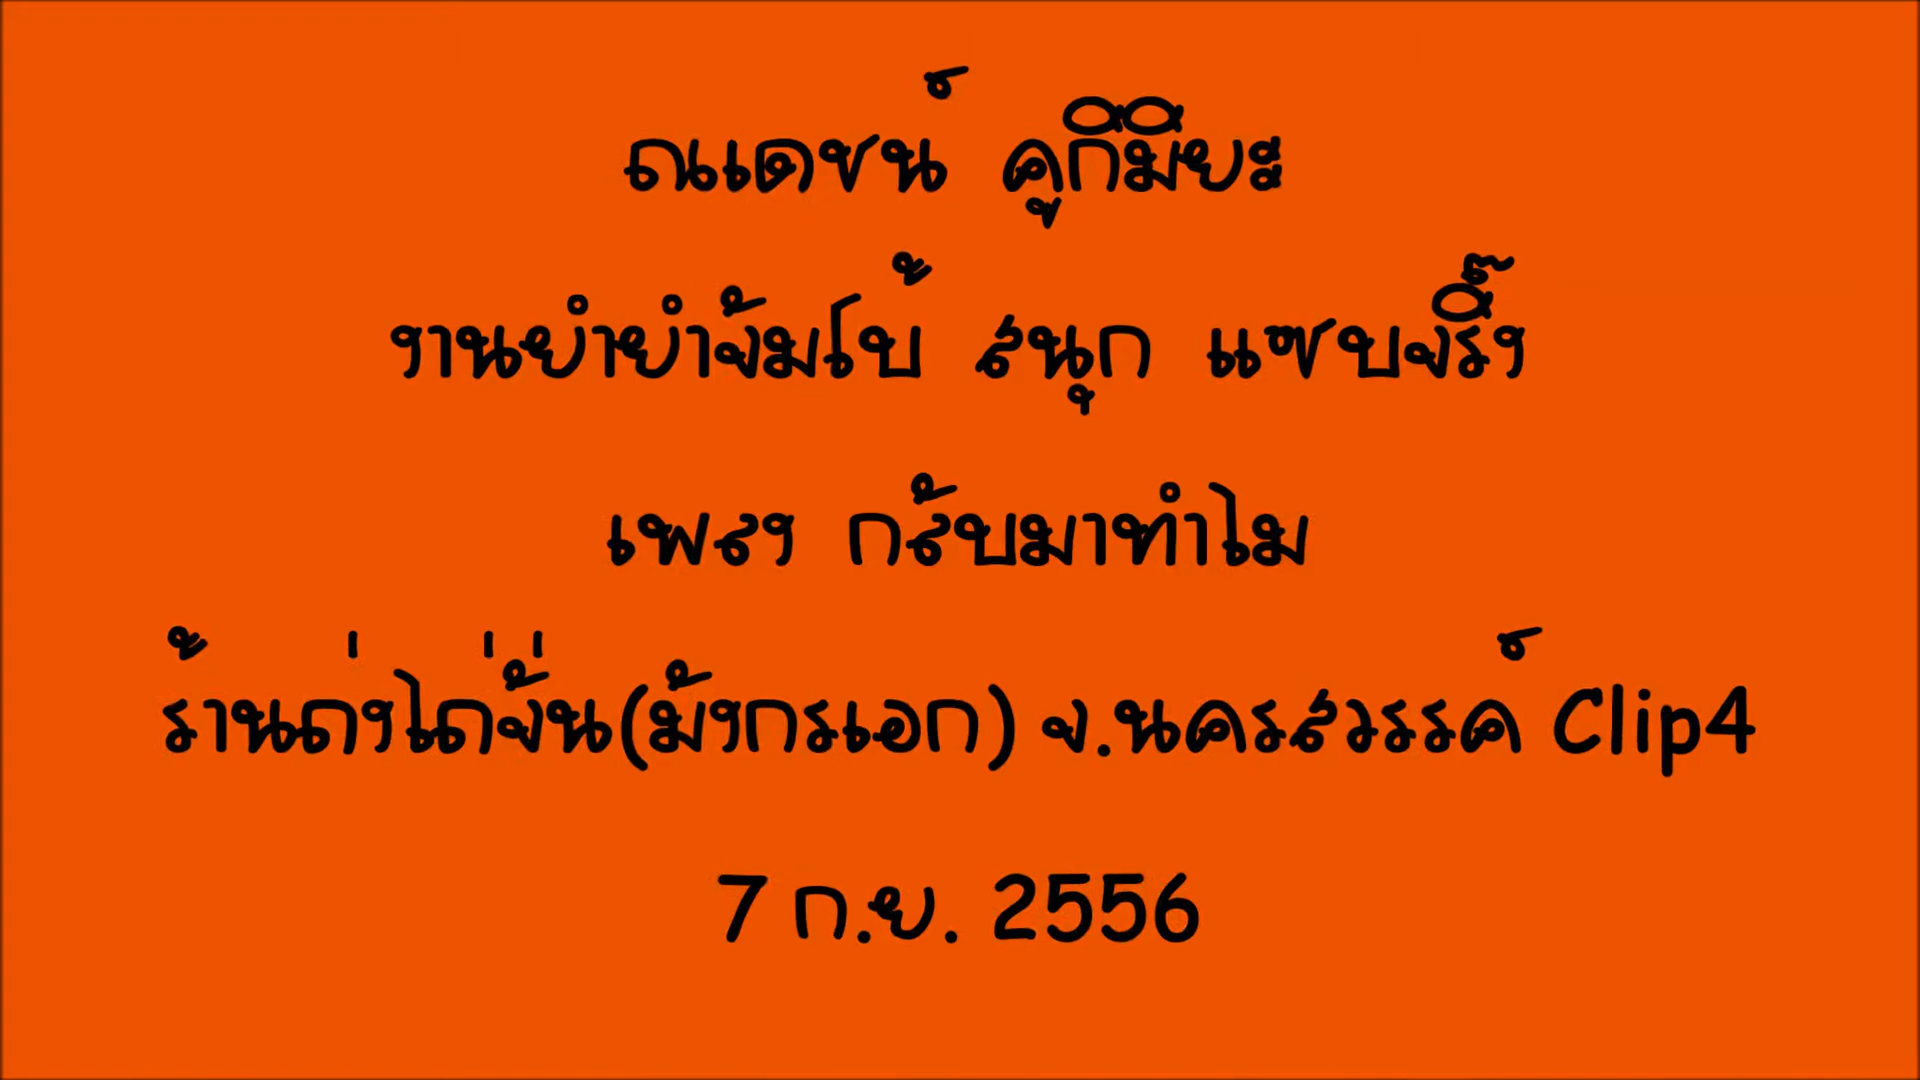 ณเดชน์ คูกิมิยะ
งานยำยำจัมโบ้ สนุก แซบจริ๊ง
เพลง กลับมาทำไม
ร้านถ่งไถ่จั่น(มังกรเอก) จ.นครสวรรค์ Clip4
7 ก.ย. 2556